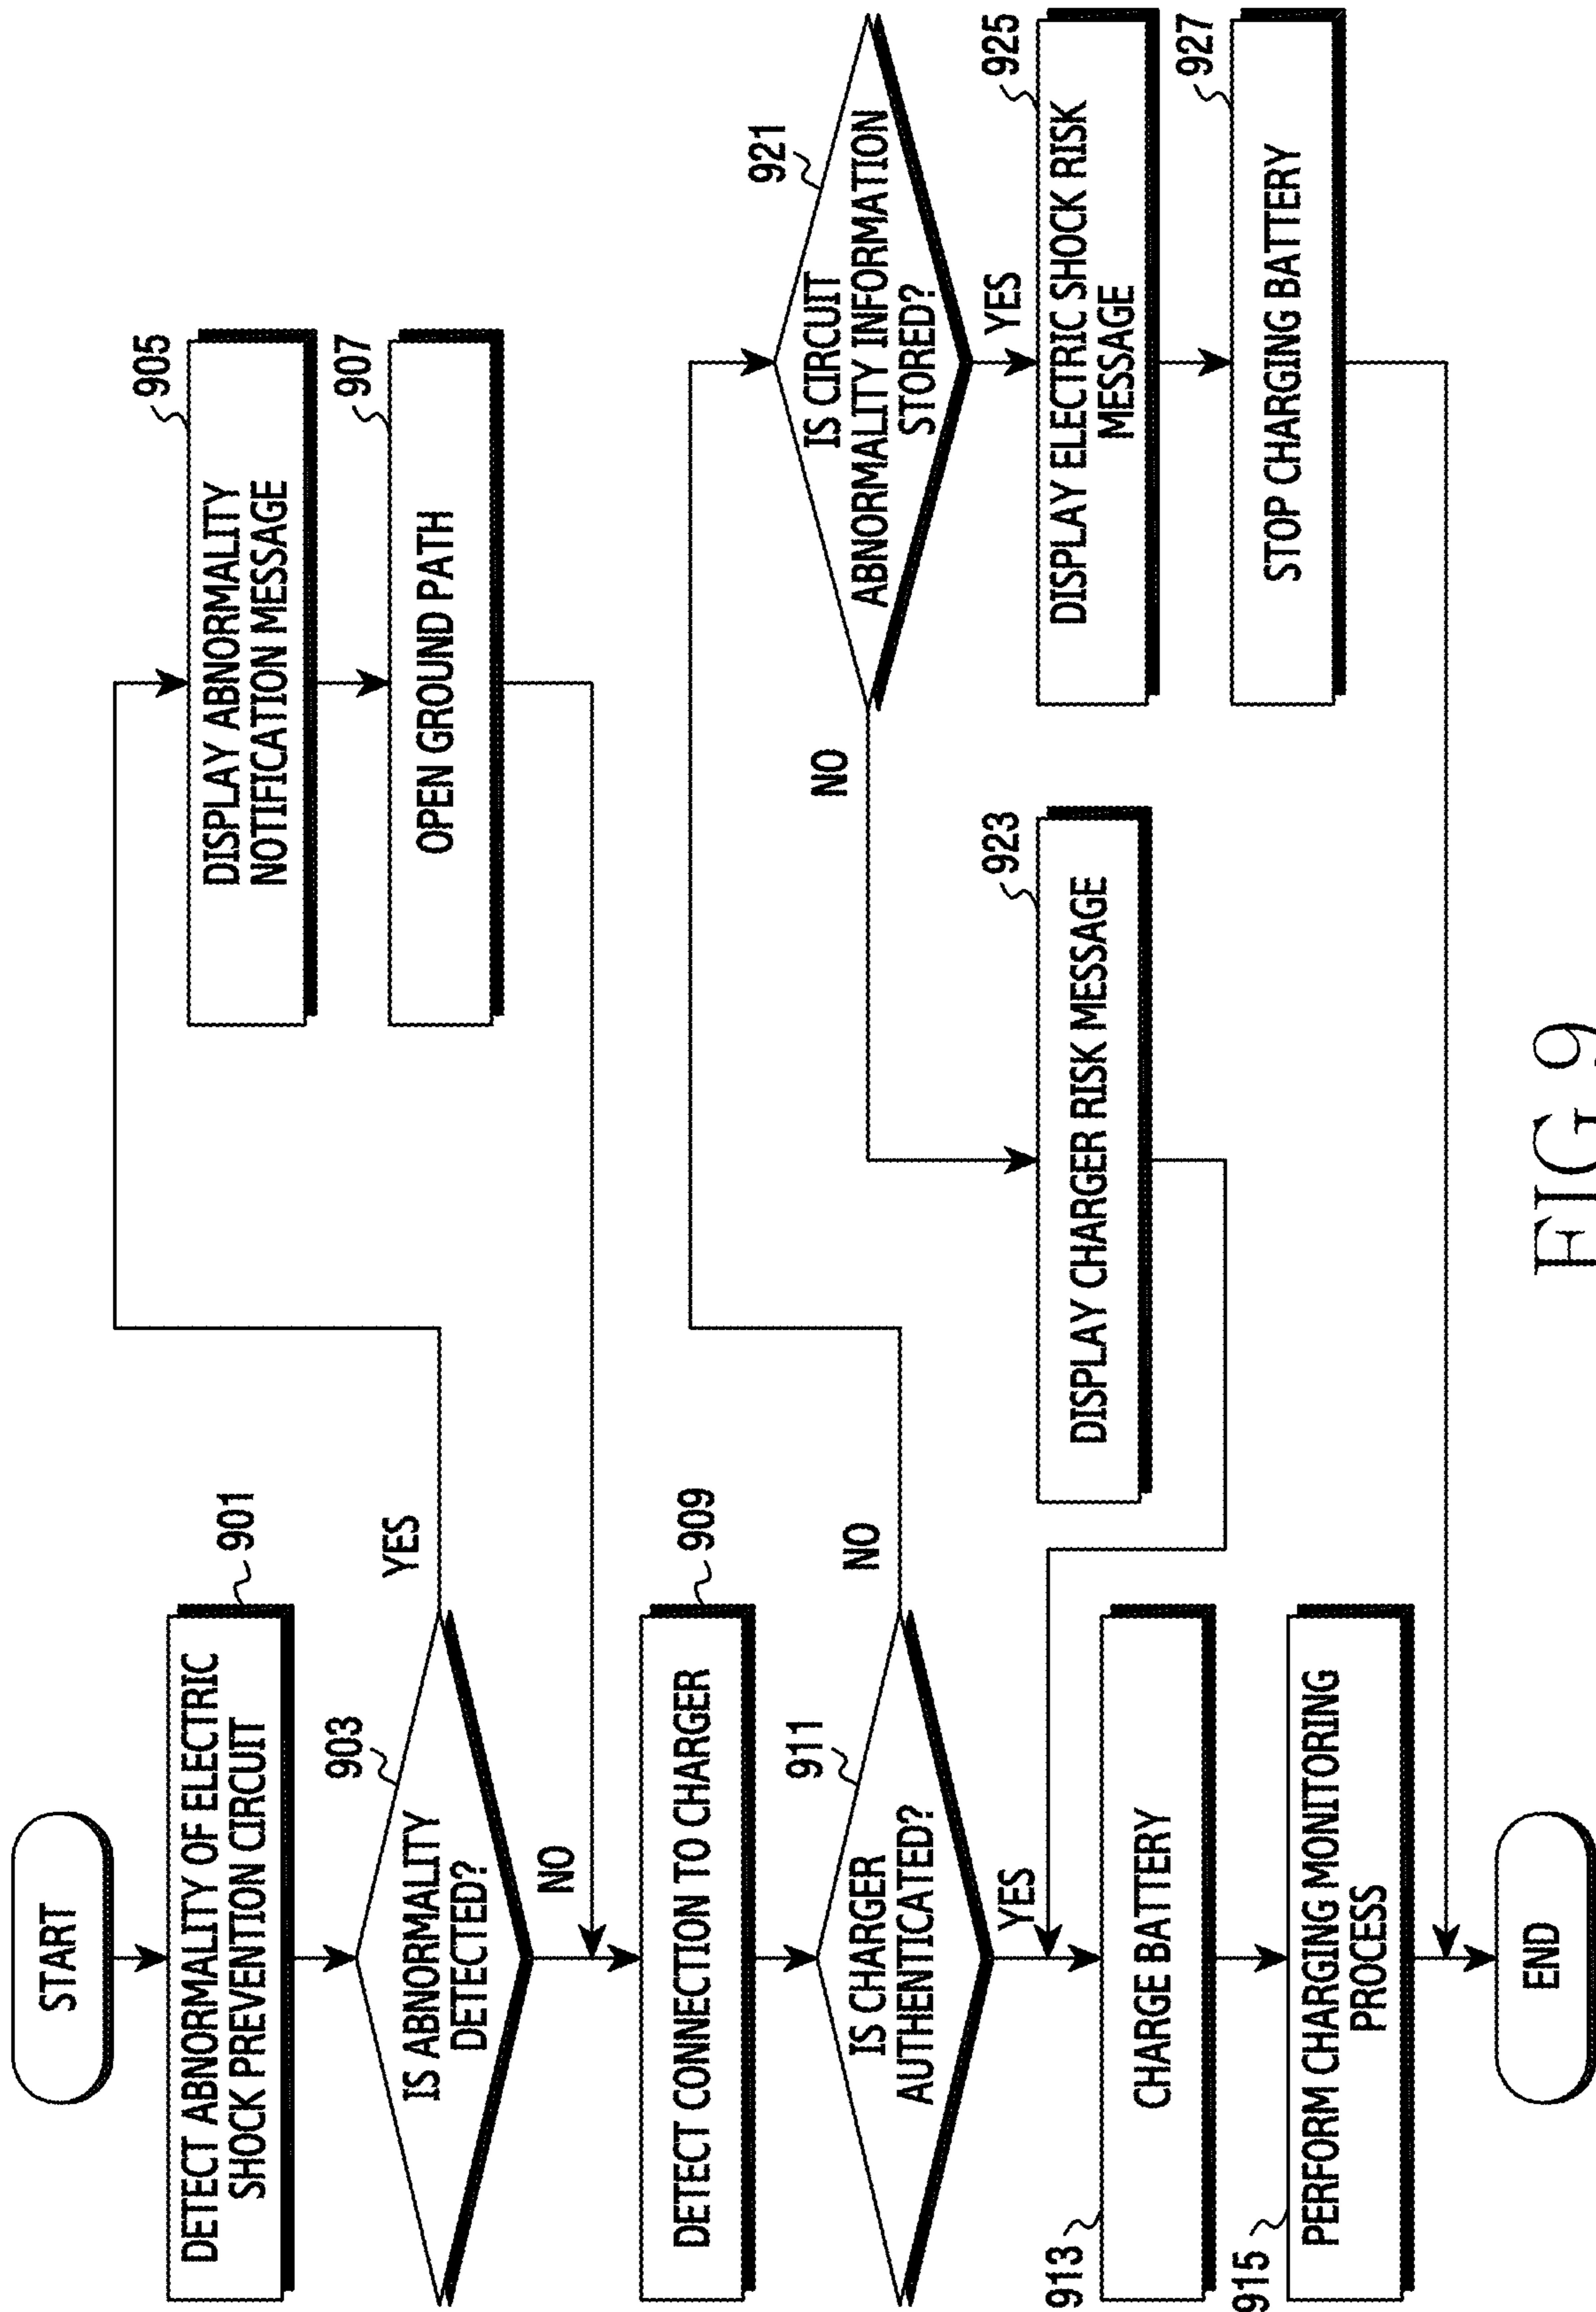 START
901
DETECT ABNORMALITY OF ELECTRIC
SHOCK PREVENTION CIRCUIT
903
IS ABNORMALITY
DETECTED?
YES
NO
905
DISPLAY ABNORMALITY
NOTIFICATION MESSAGE
907
OPEN GROUND PATH
909
DETECT CONNECTION TO CHARGER
911
IS CHARGER
AUTHENTICATED?
NO
YES
921
IS CIRCUIT
ABNORMALITY INFORMATION
STORED?
NO
YES
923
DISPLAY CHARGER RISK MESSAGE
925
DISPLAY ELECTRIC SHOCK RISK
MESSAGE
927
STOP CHARGING BATTERY
913
CHARGE BATTERY
915
PERFORM CHARGING MONITORING
PROCESS
END
FIG.9